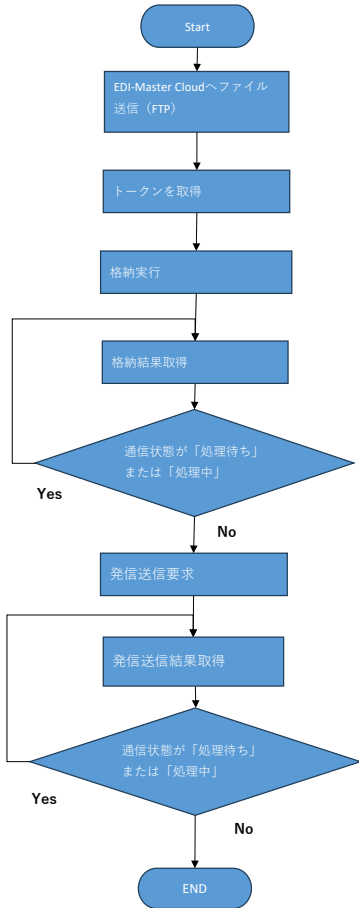 Start
EDI-Master Cloudへファイル
送信（FTP）
トークンを取得
格納実行
格納結果取得
通信状態が「処理待ち」
または「処理中」
Yes
No
発信送信要求
発信送信結果取得
通信状態が「処理待ち」
または「処理中」
Yes
No
END